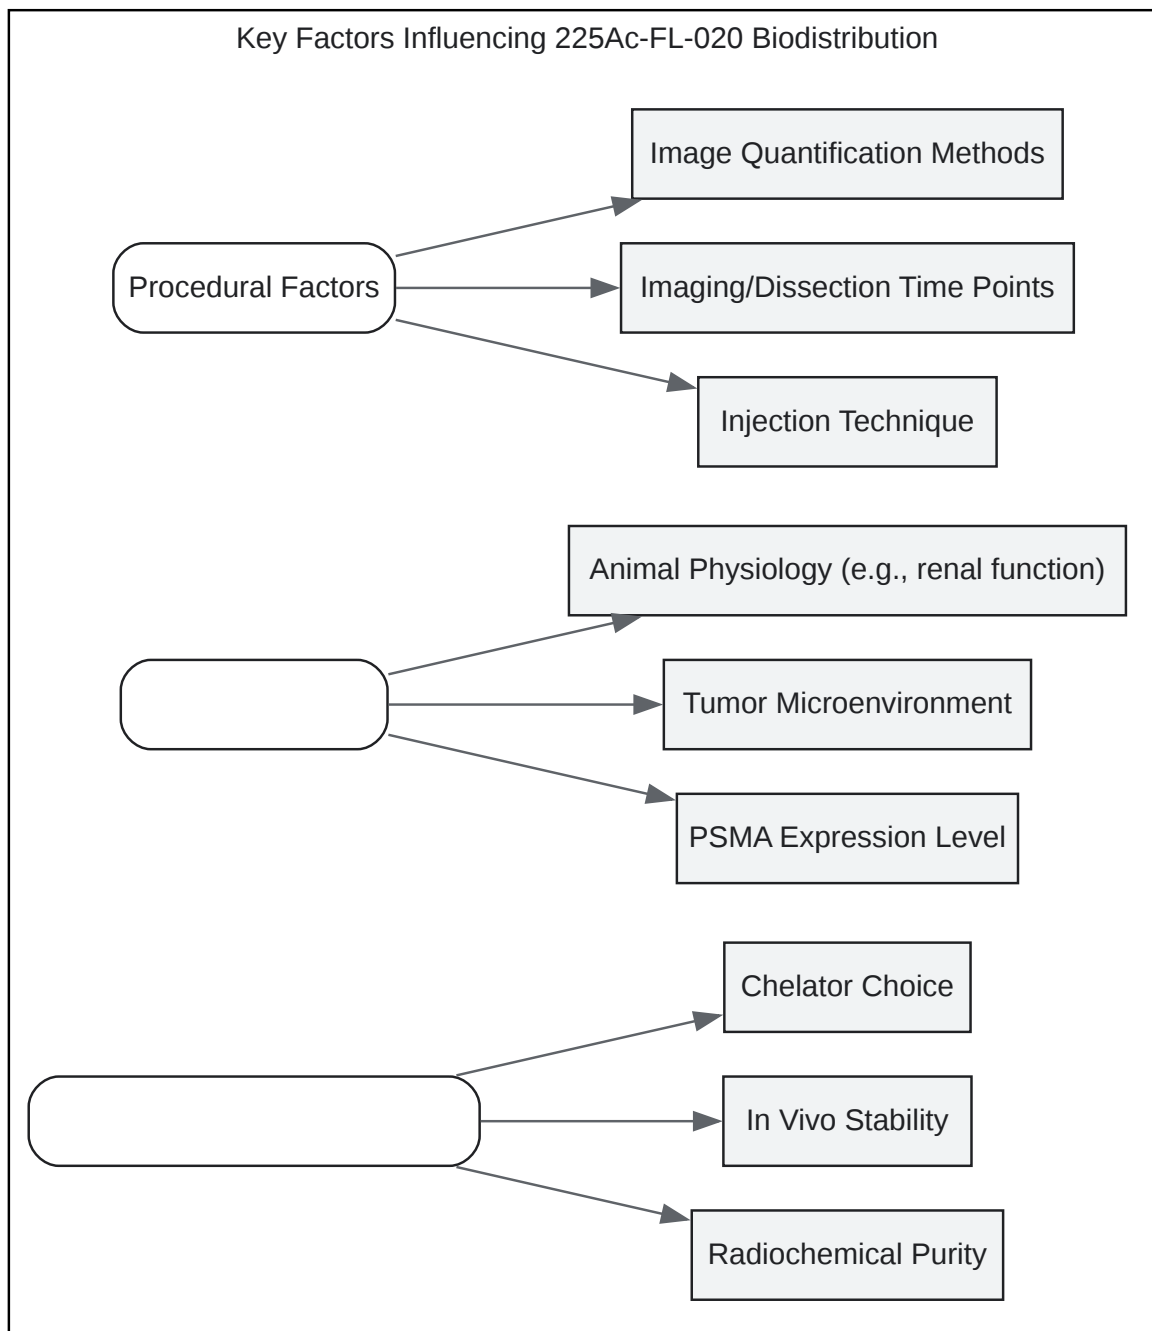 Key Factors Influencing 225Ac-FL-020 Biodistribution
Image Quantification Methods
Procedural Factors
Imaging/Dissection Time Points
Injection Technique
Animal Physiology (e.g., renal function)
Tumor Microenvironment
PSMA Expression Level
Chelator Choice
In Vivo Stability
Radiochemical Purity